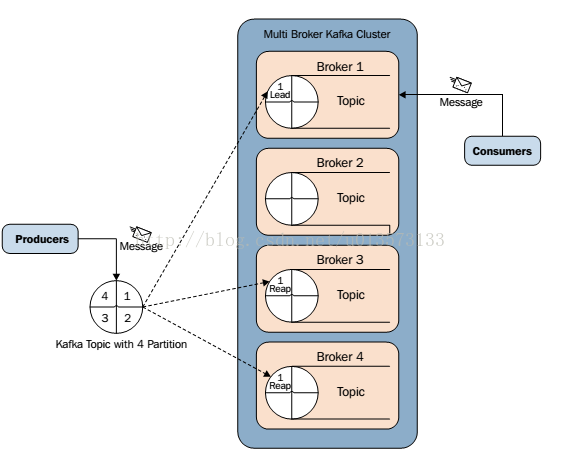 Multi Broker Kafka Cluster
Broker 1
1
Lead
Topic
Message
Consumers
Broker 2
Topic
Producers
Message
Broker 3
1
Reap
Topic
4 1
3 2
Kafka Topic with 4 Partition
Broker 4
1
Reap
Topic